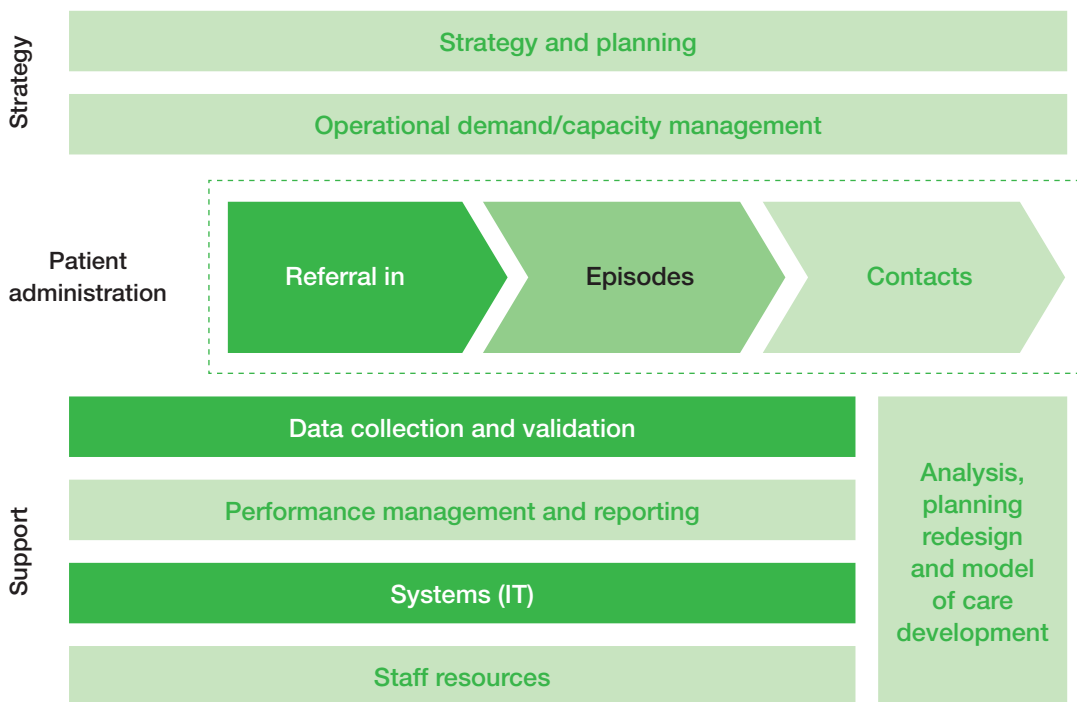 Strategy
Strategy and planning
Operational demand/capacity management
Patient
administration
Referral in
Episodes
Contacts
Support
Data collection and validation
Performance management and reporting
Systems (IT)
Staff resources
Analysis,
planning
redesign
and model
of care
development